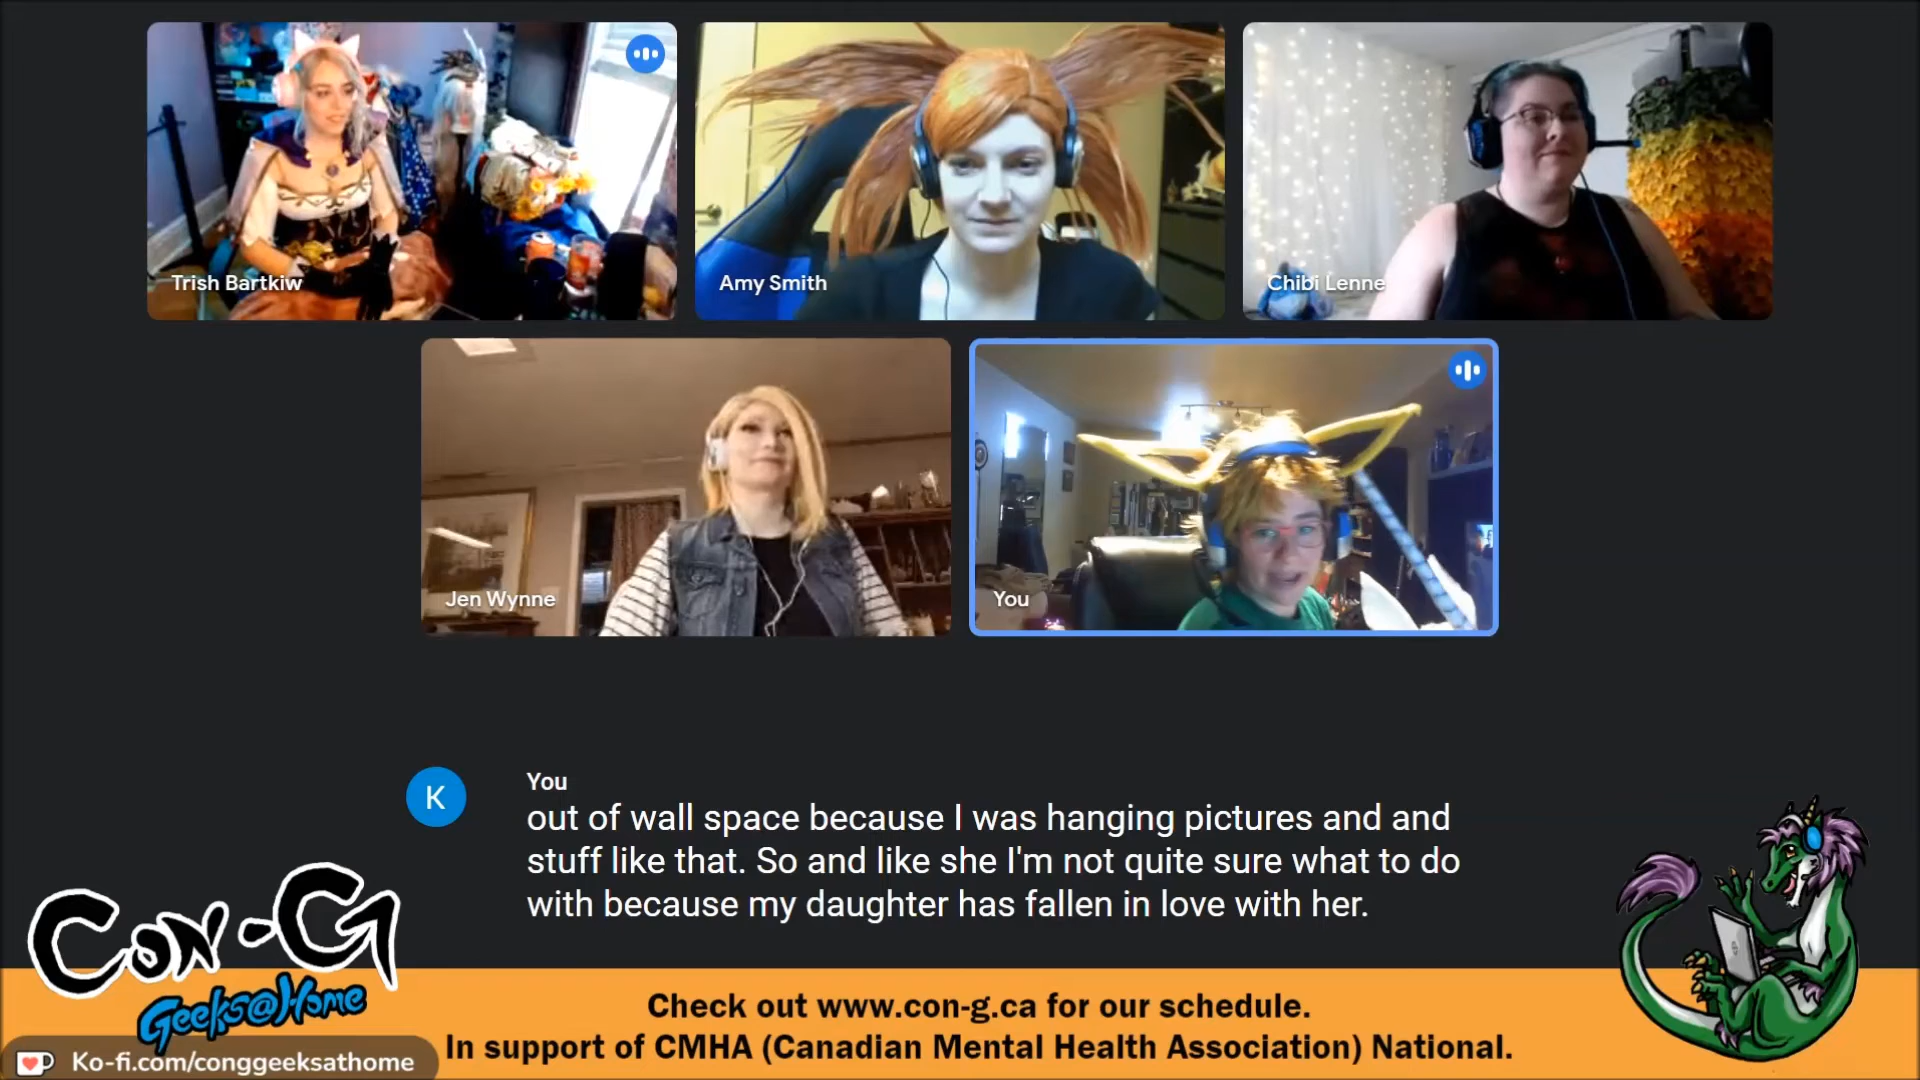 Trish Bartkiw
Amy Smith
Chibi Lenne
Jen Wynne
You
K
You
out of wall space because I was hanging pictures and and
stuff like that. So and like she I'm not quite sure what to do
with because my daughter has fallen in love with her.
Con-G
Geeks@Home
Check out www.con-g.ca for our schedule.
In support of CMHA (Canadian Mental Health Association) National.
Ko-fi.com/conggeeksathome